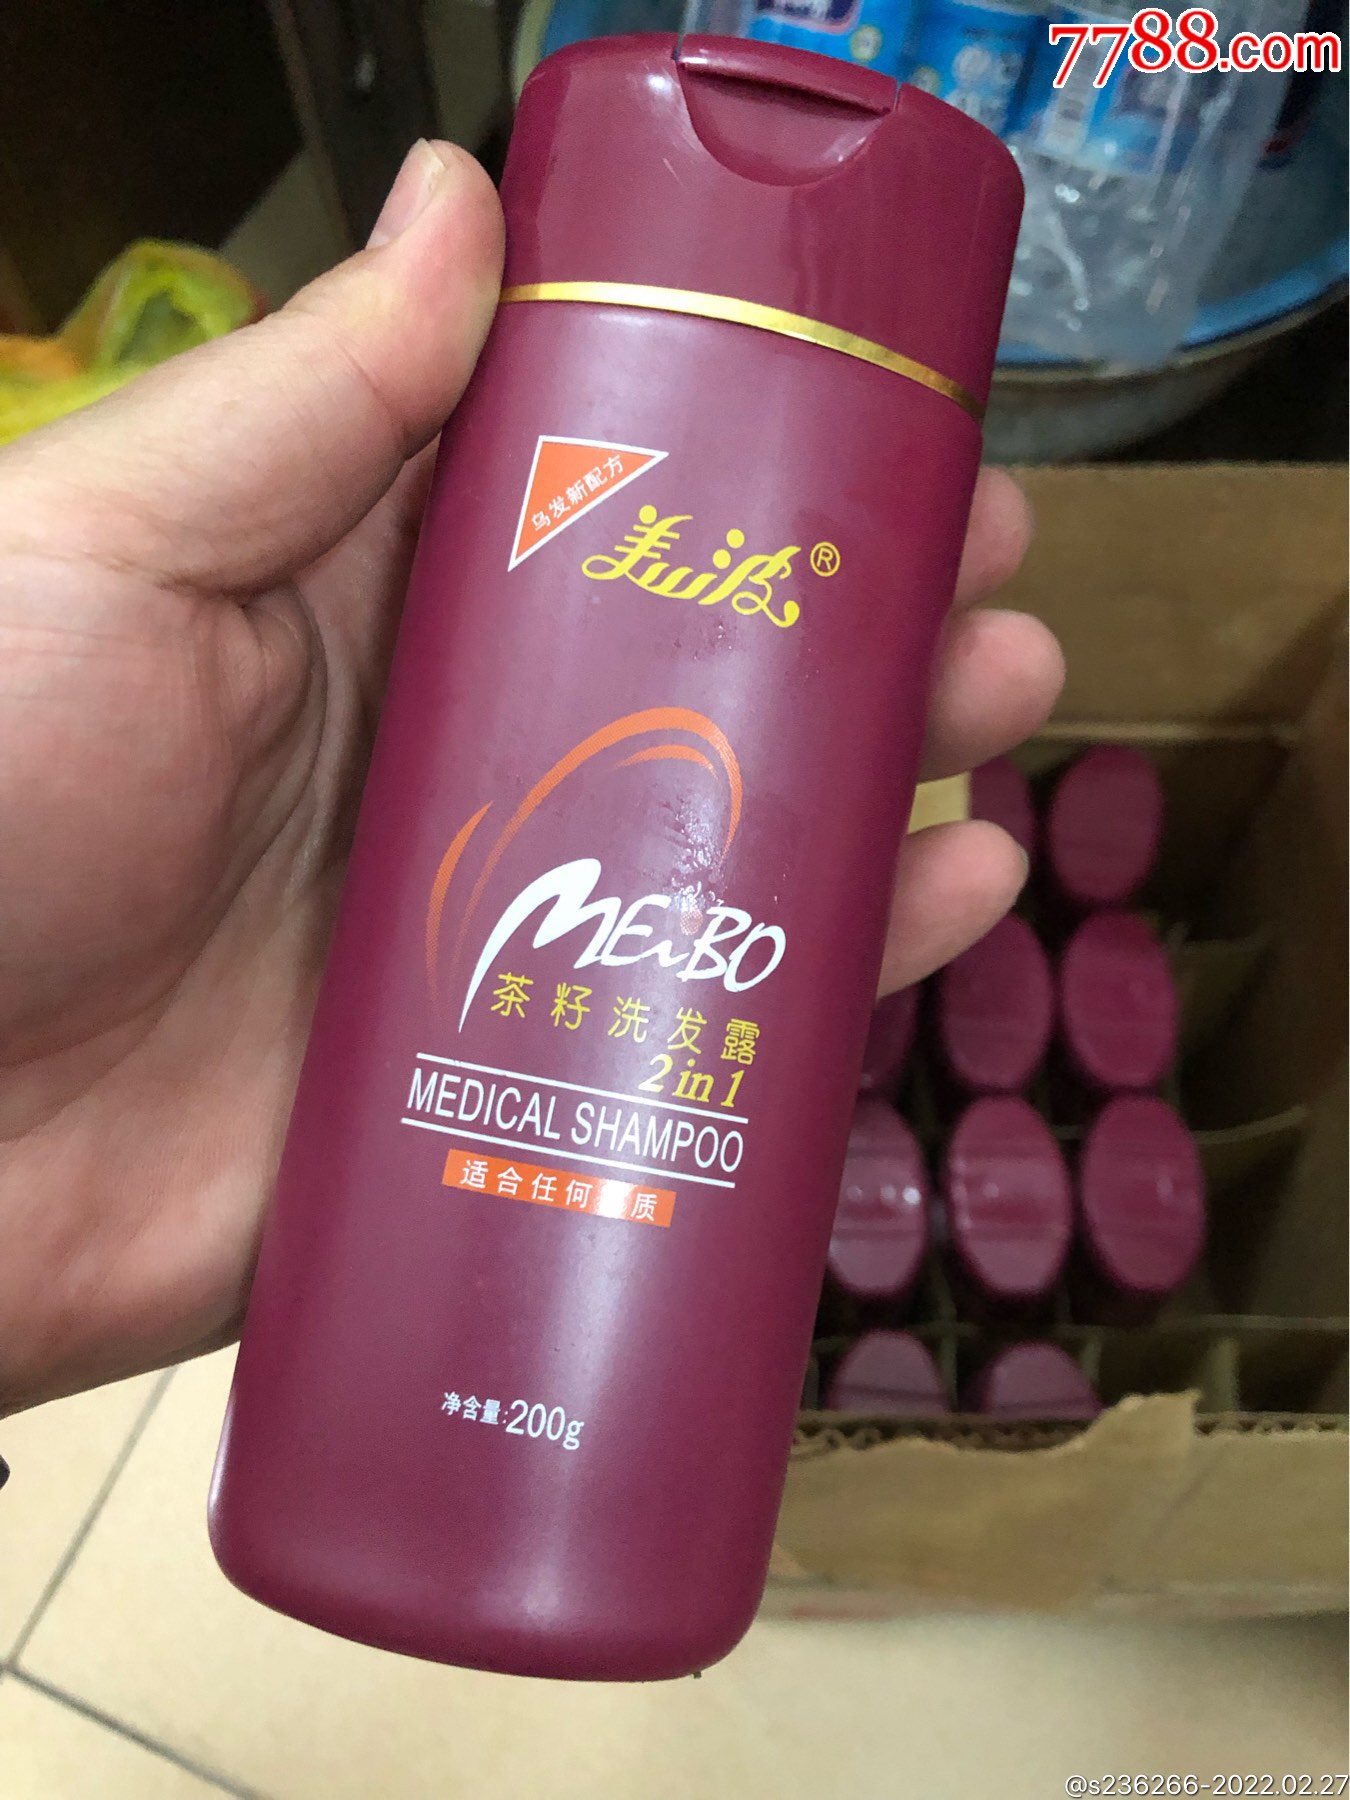 7788.com
乌发新配方
美波®
MEiBO
茶籽洗发露
2 in 1
MEDICAL SHAMPOO
适合任何 质
净含量:200g
@s236266-2022.02.27